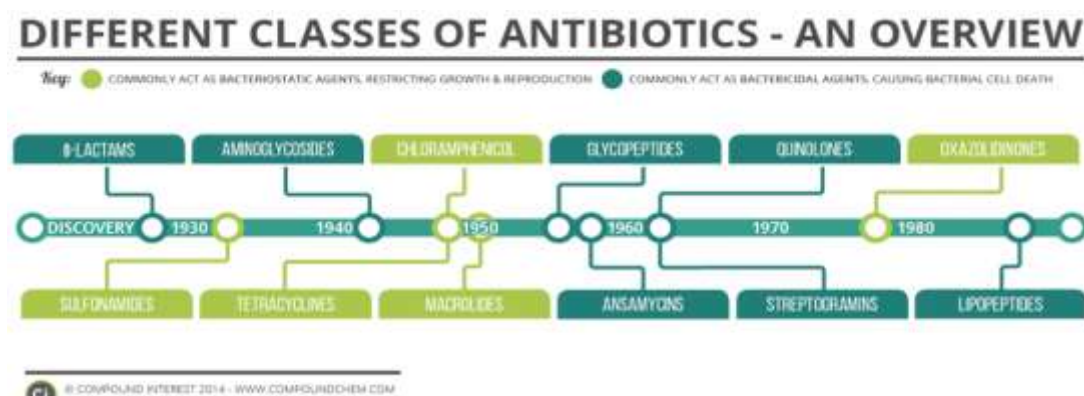 DIFFERENT CLASSES OF ANTIBIOTICS - AN OVERVIEW
Key: COMMONLY ACT AS BACTERIOSTATIC AGENTS, RESTRICTING GROWTH & REPRODUCTION COMMONLY ACT AS BACTERICIDAL AGENTS, CAUSING BACTERIAL CELL DEATH
β-LACTAMS AMINOGLYCOSIDES CHLORAMPHENICOL GLYCOPEPTIDES QUINOLONES OXAZOLIDINONES
DISCOVERY 1930 1940 1950 1960 1970 1980
SULFONAMIDES TETRACYCLINES MACROLIDES ANSAMYCINS STREPTOGRAMINS LIPOPEPTIDES
Ci © COMPOUND INTEREST 2014 - WWW.COMPOUNDCHEM.COM